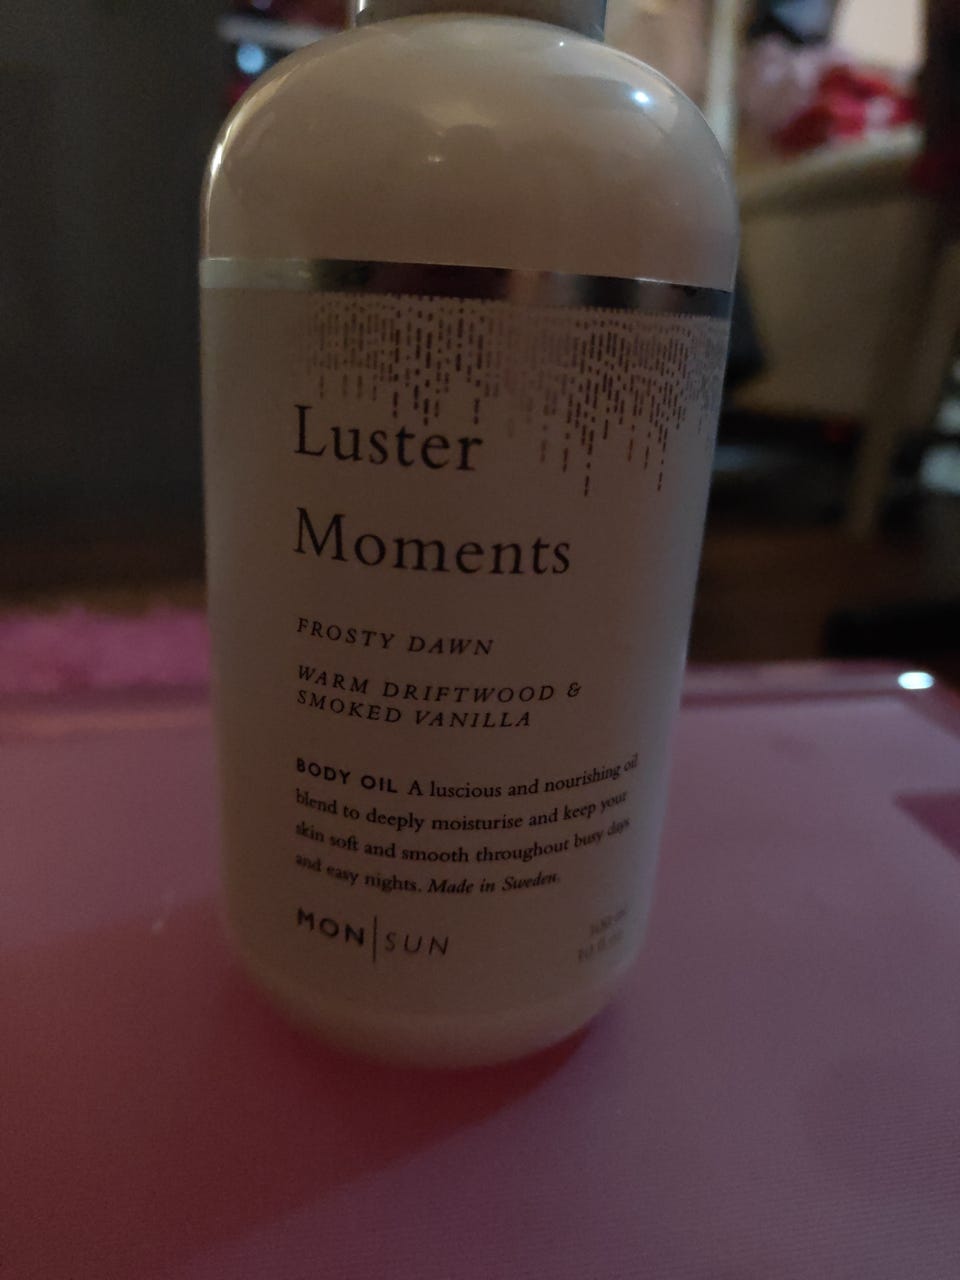 Luster
Moments
FROSTY DAWN
WARM DRIFTWOOD &
SMOKED VANILLA
BODY OIL A luscious and nourishing oil
blend to deeply moisturise and keep your
skin soft and smooth throughout busy days
and easy nights. Made in Sweden.
MON|SUN